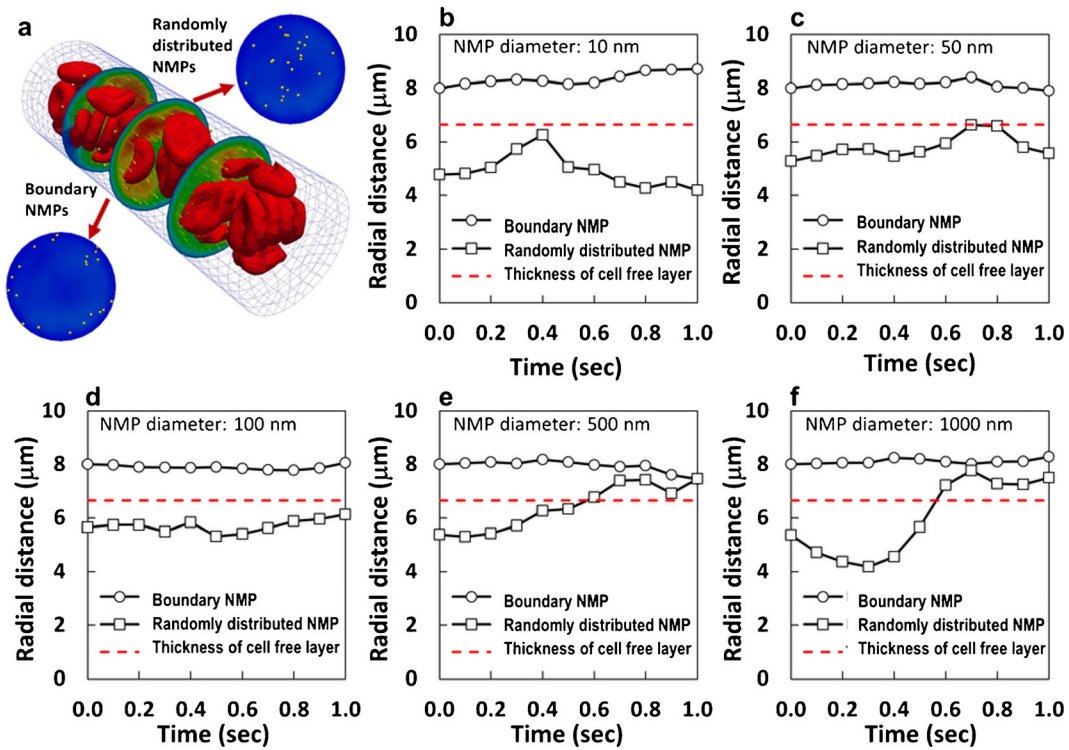 a
Randomly
distributed
NMPs
Boundary
NMPs
b
NMP diameter: 10 nm
10
8
6
4
2
0
Radial distance (μm)
Boundary NMP
Randomly distributed NMP
Thickness of cell free layer
0.0 0.2 0.4 0.6 0.8 1.0
Time (sec)
c
NMP diameter: 50 nm
10
8
6
4
2
0
Radial distance (μm)
Boundary NMP
Randomly distributed NMP
Thickness of cell free layer
0.0 0.2 0.4 0.6 0.8 1.0
Time (sec)
d
NMP diameter: 100 nm
10
8
6
4
2
0
Radial distance (μm)
Boundary NMP
Randomly distributed NMP
Thickness of cell free layer
0.0 0.2 0.4 0.6 0.8 1.0
Time (sec)
e
NMP diameter: 500 nm
10
8
6
4
2
0
Radial distance (μm)
Boundary NMP
Randomly distributed NMP
Thickness of cell free layer
0.0 0.2 0.4 0.6 0.8 1.0
Time (sec)
f
NMP diameter: 1000 nm
10
8
6
4
2
0
Radial distance (μm)
Boundary NMP
Randomly distributed NMP
Thickness of cell free layer
0.0 0.2 0.4 0.6 0.8 1.0
Time (sec)